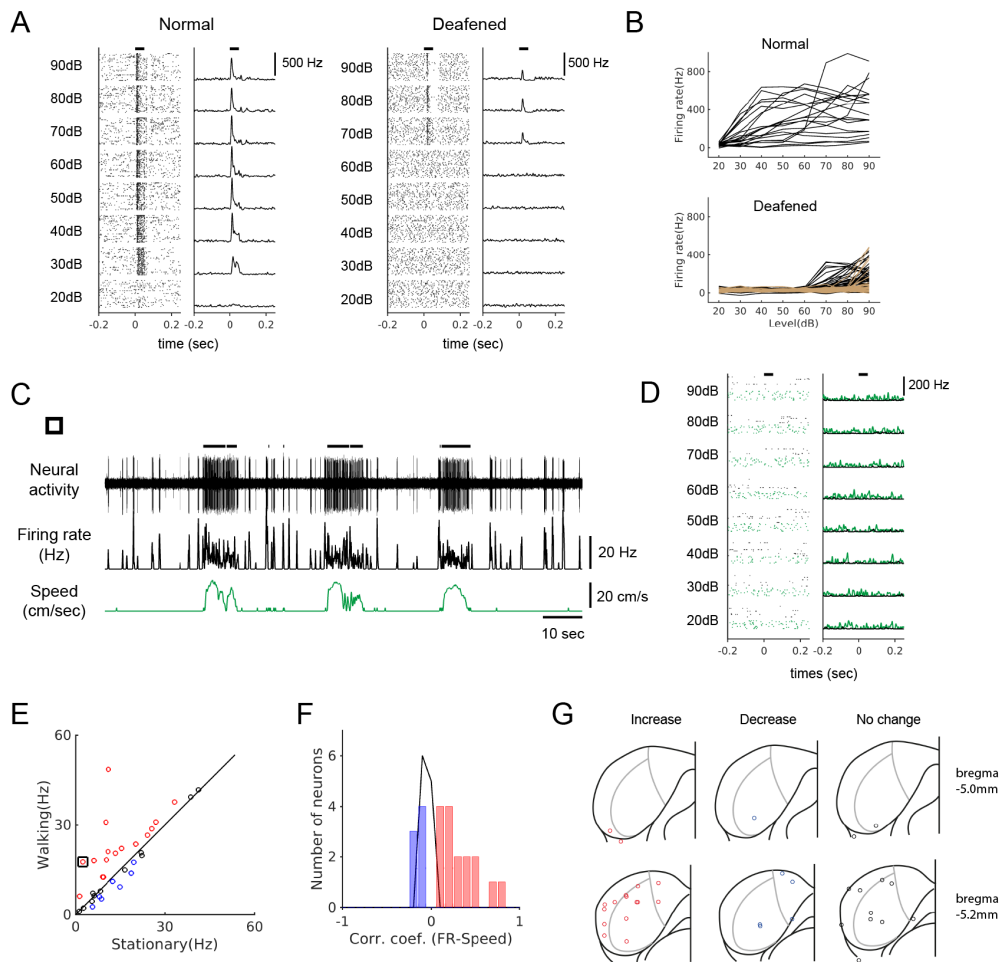 A
Normal
Deafened
90dB
80dB
70dB
60dB
50dB
40dB
30dB
20dB
500 Hz
-0.2 0 0.2
-0.2 0 0.2
time (sec)
90dB
80dB
70dB
60dB
50dB
40dB
30dB
20dB
500 Hz
-0.2 0 0.2
-0.2 0 0.2
time (sec)
B
Normal
Firing rate(Hz)
800
400
0
20 30 40 50 60 70 80 90
Deafened
Firing rate(Hz)
800
400
0
20 30 40 50 60 70 80 90
Level(dB)
C
Neural
activity
Firing rate
(Hz)
20 Hz
Speed
(cm/sec)
20 cm/s
10 sec
D
90dB
80dB
70dB
60dB
50dB
40dB
30dB
20dB
200 Hz
-0.2 0 0.2
-0.2 0 0.2
times (sec)
E
Walking(Hz)
60
30
0
0 30 60
Stationary(Hz)
F
Number of neurons
6
4
2
0
-1 0 1
Corr. coef. (FR-Speed)
G
Increase
Decrease
No change
bregma
-5.0mm
bregma
-5.2mm